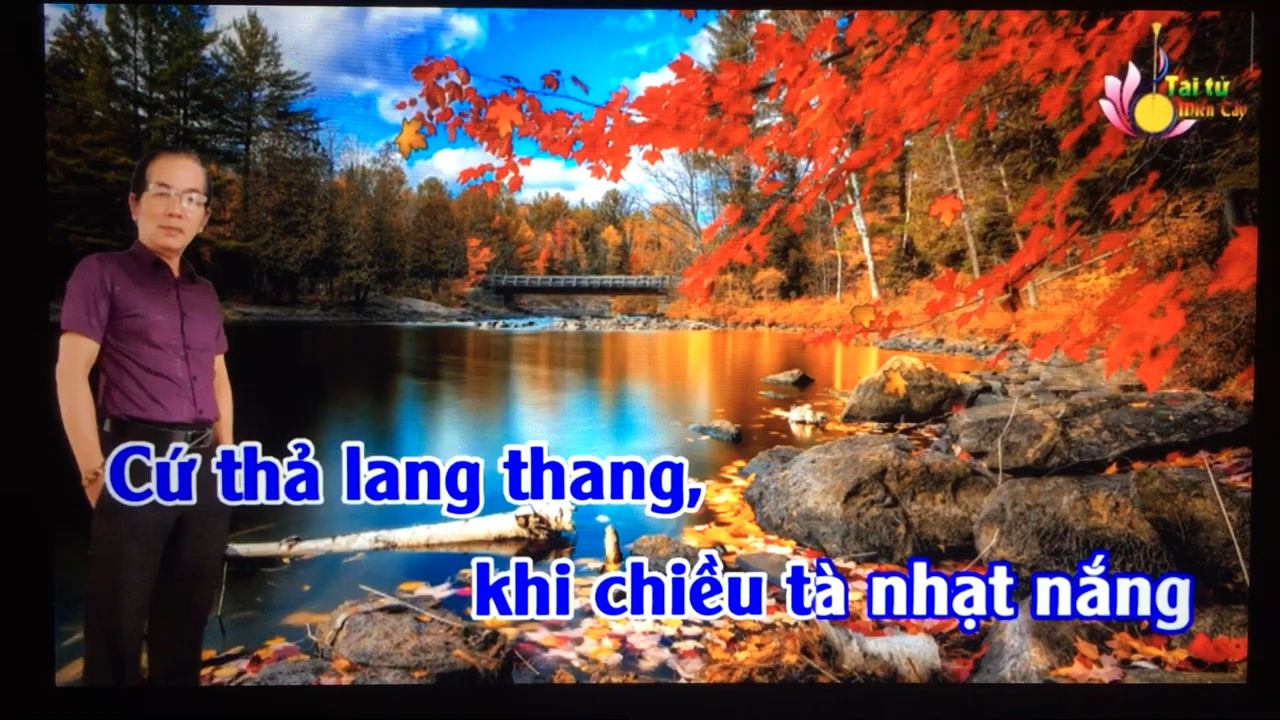 Tài tử
Miền Tây
Cứ thả lang thang,
khi chiều tà nhạt nắng